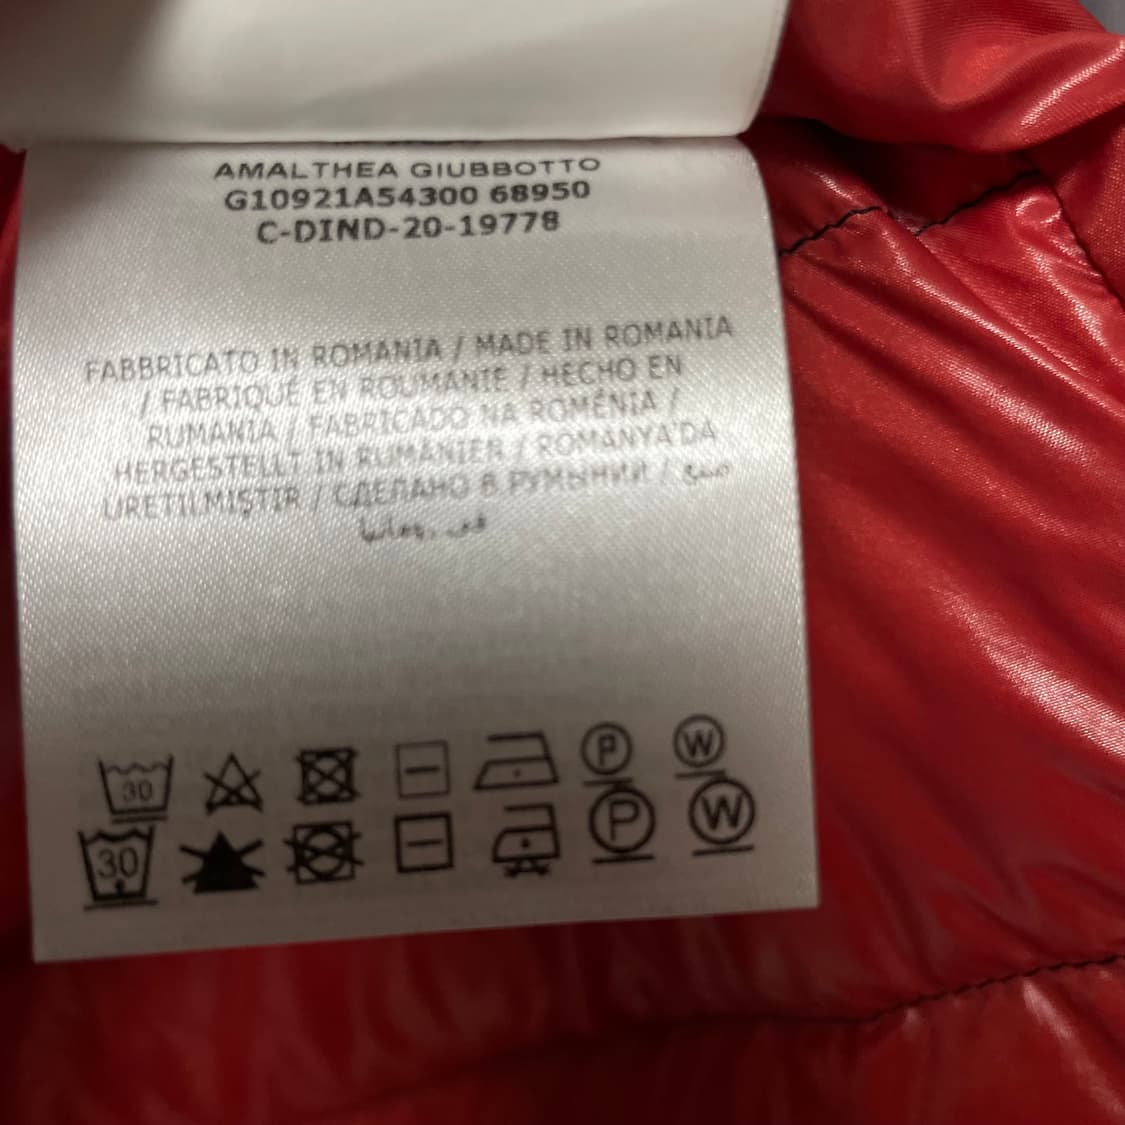 AMALTHEA GIUBBOTTO
G10921A54300 68950
C-DIND-20-19778
FABBRICATO IN ROMANIA / MADE IN ROMANIA
/ FABRIQUÉ EN ROUMANIE / HECHO EN
RUMANIA / FABRICADO NA ROMÉNIA /
HERGESTELLT IN RUMÄNIEN / ROMANYA'DA
ÜRETILMIŞTIR / СДЕЛАНО В РУМЫНИИ / صنع
في رومانيا
30 P W
30 P W